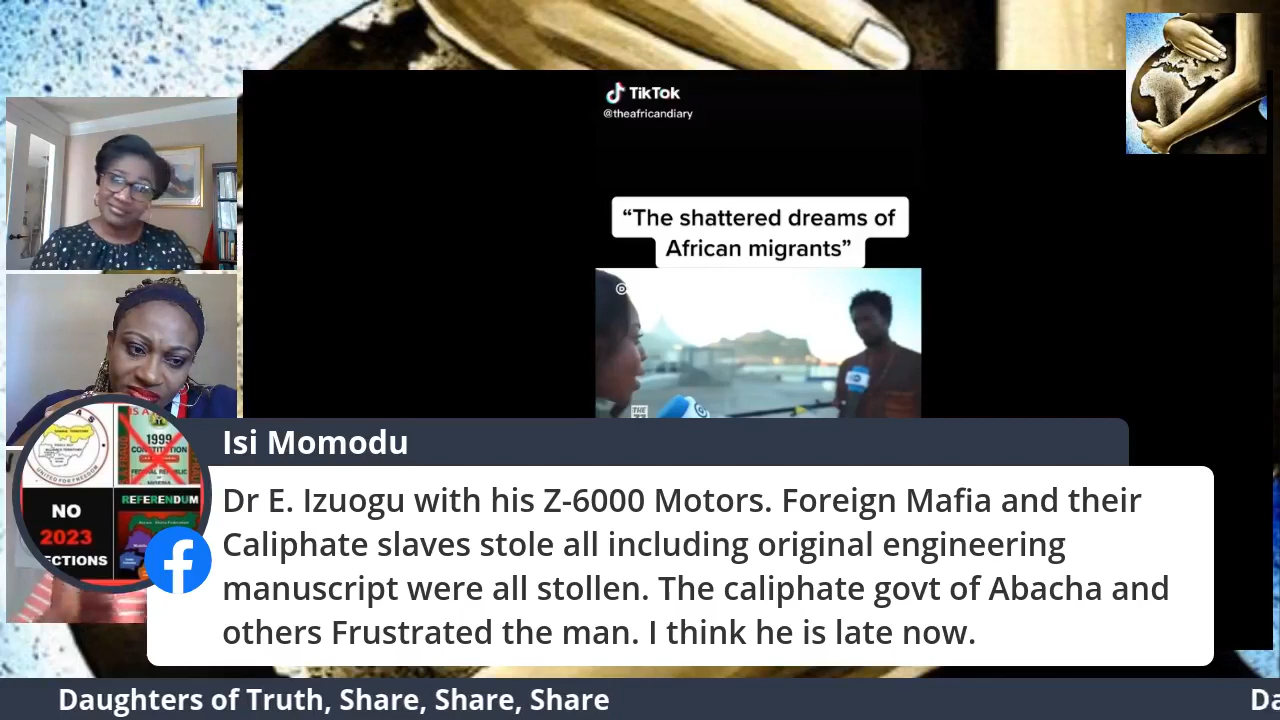 TikTok
@theafricandiary
“The shattered dreams of
African migrants”
Isi Momodu
Dr E. Izuogu with his Z-6000 Motors. Foreign Mafia and their
Caliphate slaves stole all including original engineering
manuscript were all stollen. The caliphate govt of Abacha and
others Frustrated the man. I think he is late now.
1999
REFERENDUM
NO
2023
ECTIONS
Daughters of Truth, Share, Share, Share
Da